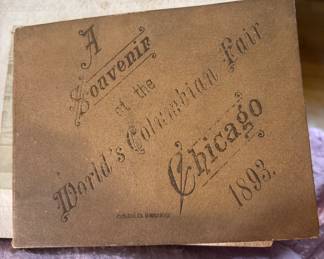 A
Souvenir
of the
World's Columbian Fair
Chicago
1893.